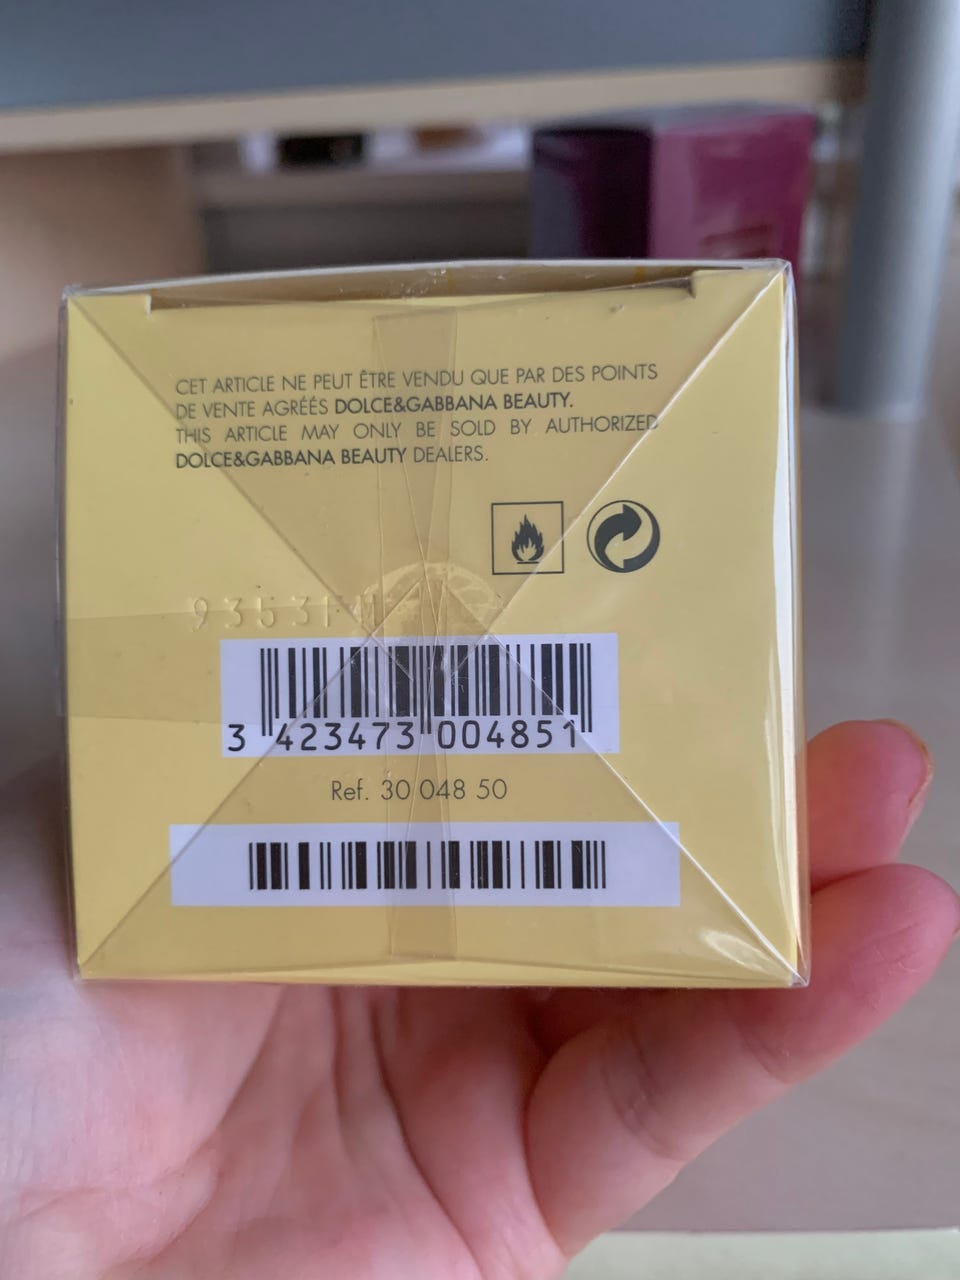 CET ARTICLE NE PEUT ÊTRE VENDU QUE PAR DES POINTS
DE VENTE AGRÉÉS DOLCE&GABBANA BEAUTY.
THIS ARTICLE MAY ONLY BE SOLD BY AUTHORIZED
DOLCE&GABBANA BEAUTY DEALERS.
3 423473 004851
Ref. 30 048 50